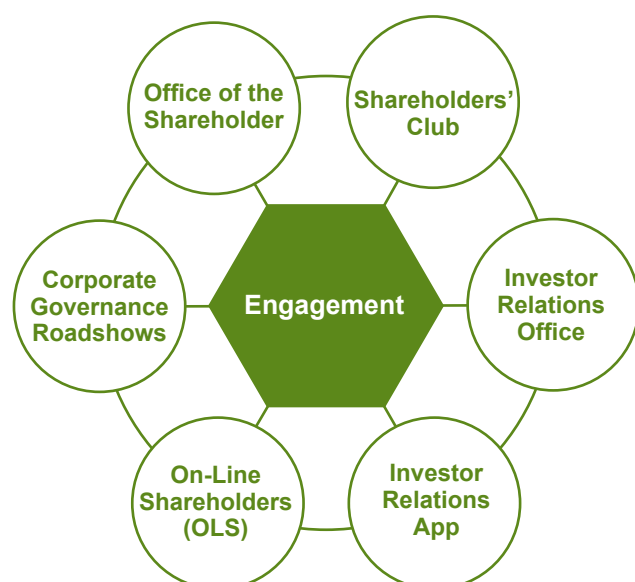 Office of the
Shareholder
Shareholders’
Club
Corporate
Governance
Roadshows
Engagement
Investor
Relations
Office
On-Line
Shareholders
(OLS)
Investor
Relations
App